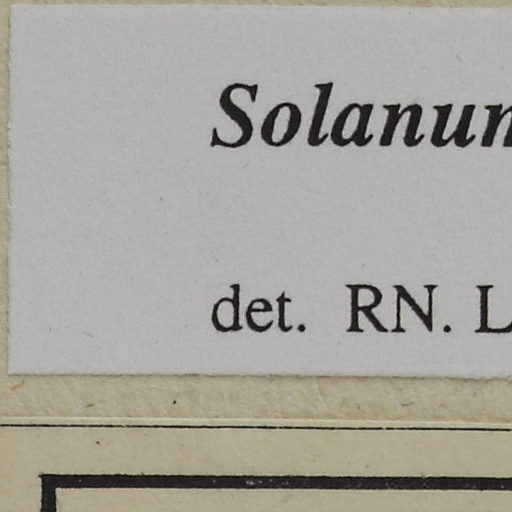 Solanum
det. RN. L